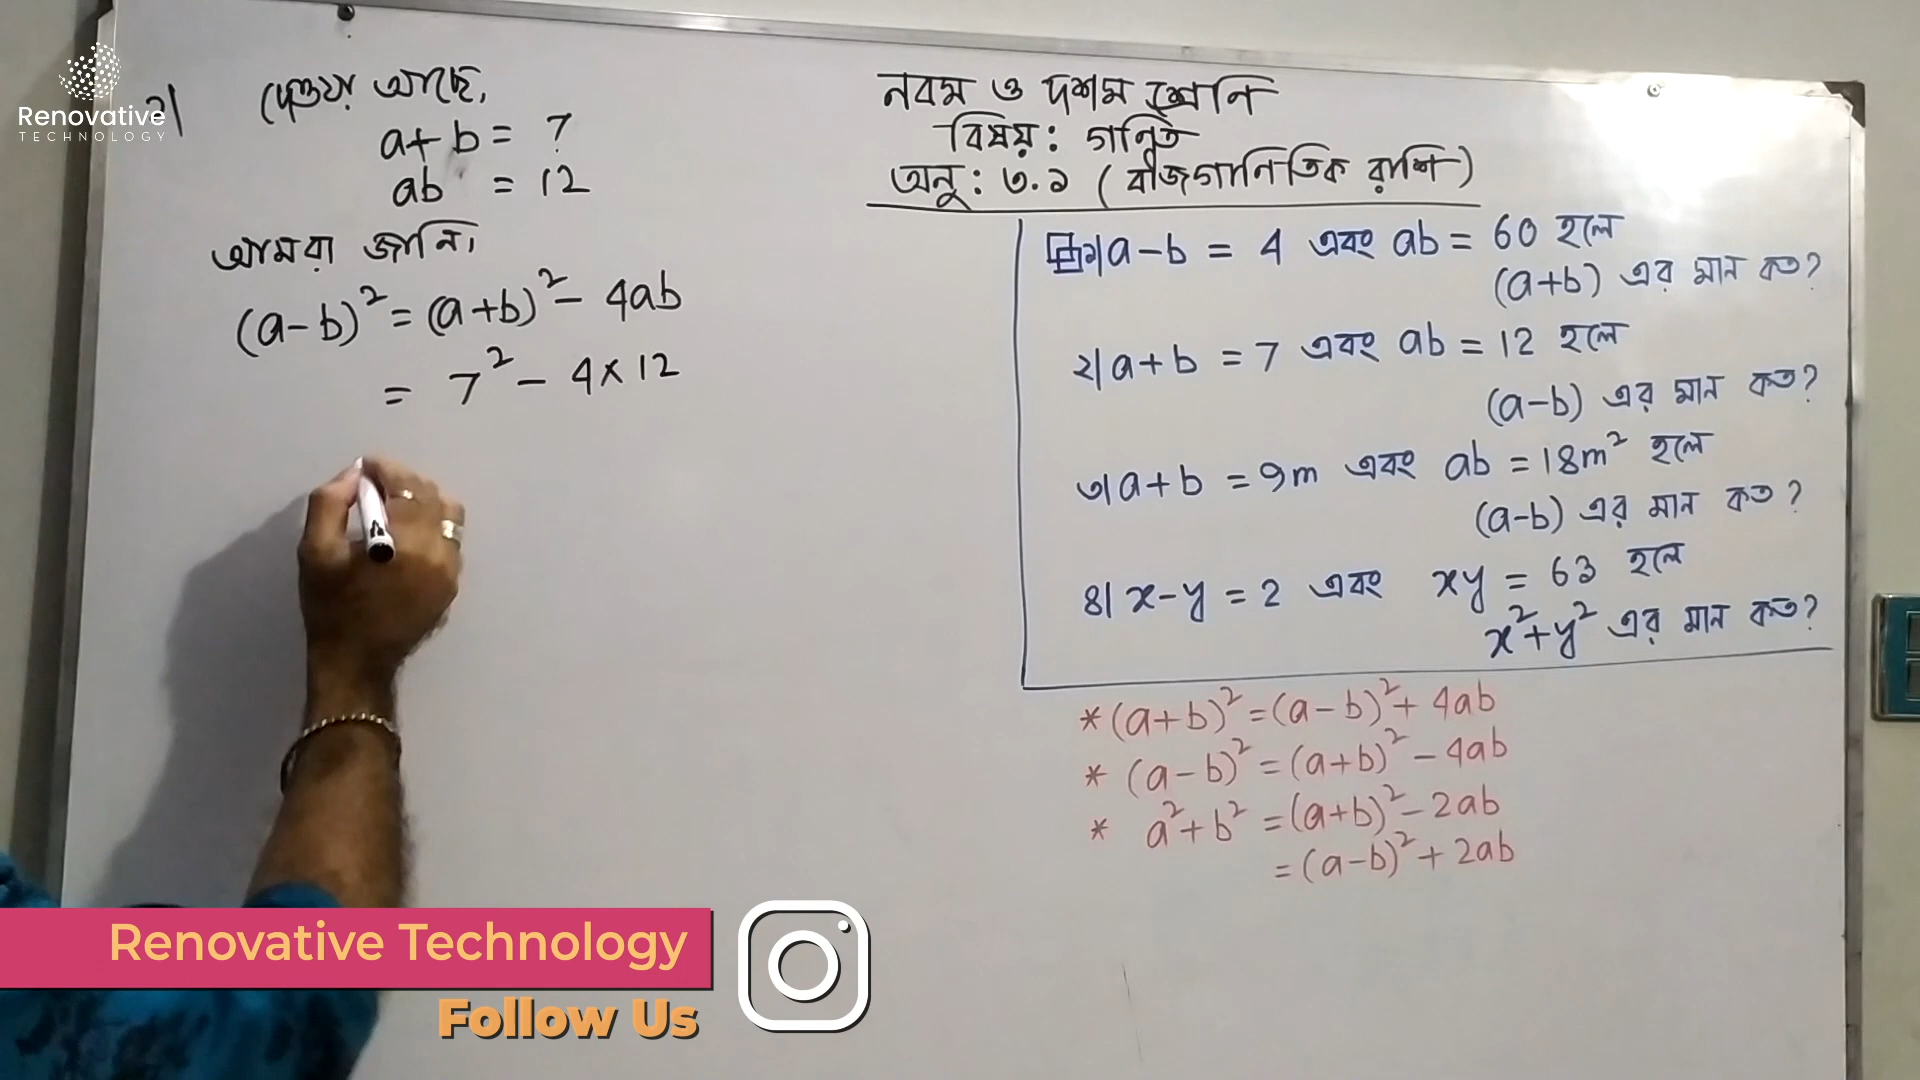 Renovative
TECHNOLOGY
২| দেওয়া আছে,
a+b = 7
ab = 12
আমরা জানি,
(a-b)² = (a+b)² - 4ab
= 7² - 4×12
নবম ও দশম শ্রেণি
বিষয়: গণিত
অনু: ৩.১ (বীজগানিতিক রাশি)
১| a-b = 4 এবং ab = 60 হলে
(a+b) এর মান কত?
২| a+b = 7 এবং ab = 12 হলে
(a-b) এর মান কত?
৩| a+b = 9m এবং ab = 18m² হলে
(a-b) এর মান কত?
৪| x-y = 2 এবং xy = 63 হলে
x²+y² এর মান কত?
* (a+b)² = (a-b)² + 4ab
* (a-b)² = (a+b)² - 4ab
* a²+b² = (a+b)² - 2ab
= (a-b)² + 2ab
Renovative Technology
Follow Us